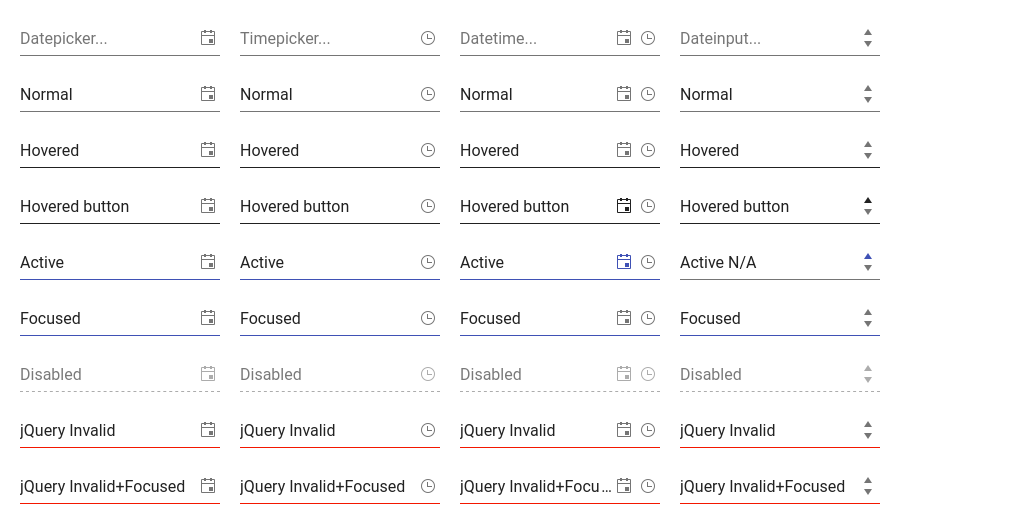 Datepicker... Timepicker... Datetime... Dateinput...
Normal Normal Normal Normal
Hovered Hovered Hovered Hovered
Hovered button Hovered button Hovered button Hovered button
Active Active Active Active N/A
Focused Focused Focused Focused
Disabled Disabled Disabled Disabled
jQuery Invalid jQuery Invalid jQuery Invalid jQuery Invalid
jQuery Invalid+Focused jQuery Invalid+Focused jQuery Invalid+Focu... jQuery Invalid+Focused